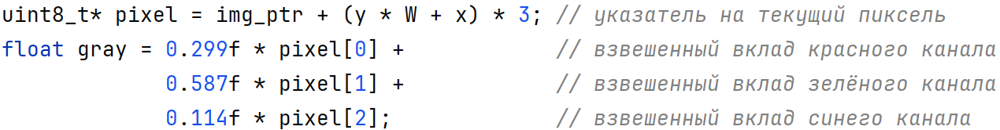 uint8_t* pixel = img_ptr + (y * W + x) * 3; // указатель на текущий пиксель
float gray = 0.299f * pixel[0] +            // взвешенный вклад красного канала
             0.587f * pixel[1] +            // взвешенный вклад зелёного канала
             0.114f * pixel[2];             // взвешенный вклад синего канала